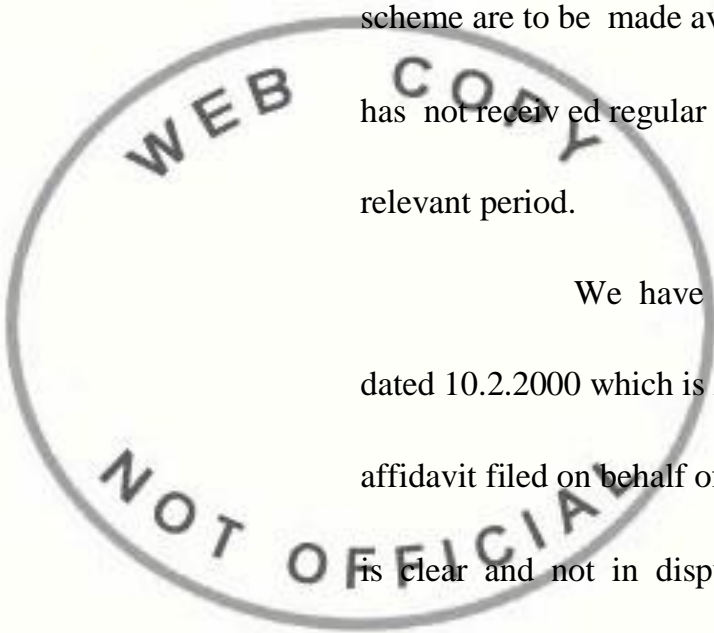 scheme are to be made av
has not receiv ed regular
relevant period.
We have
dated 10.2.2000 which is
affidavit filed on behalf of
is clear and not in disp
WEB COPY
NOT OFFICIAL